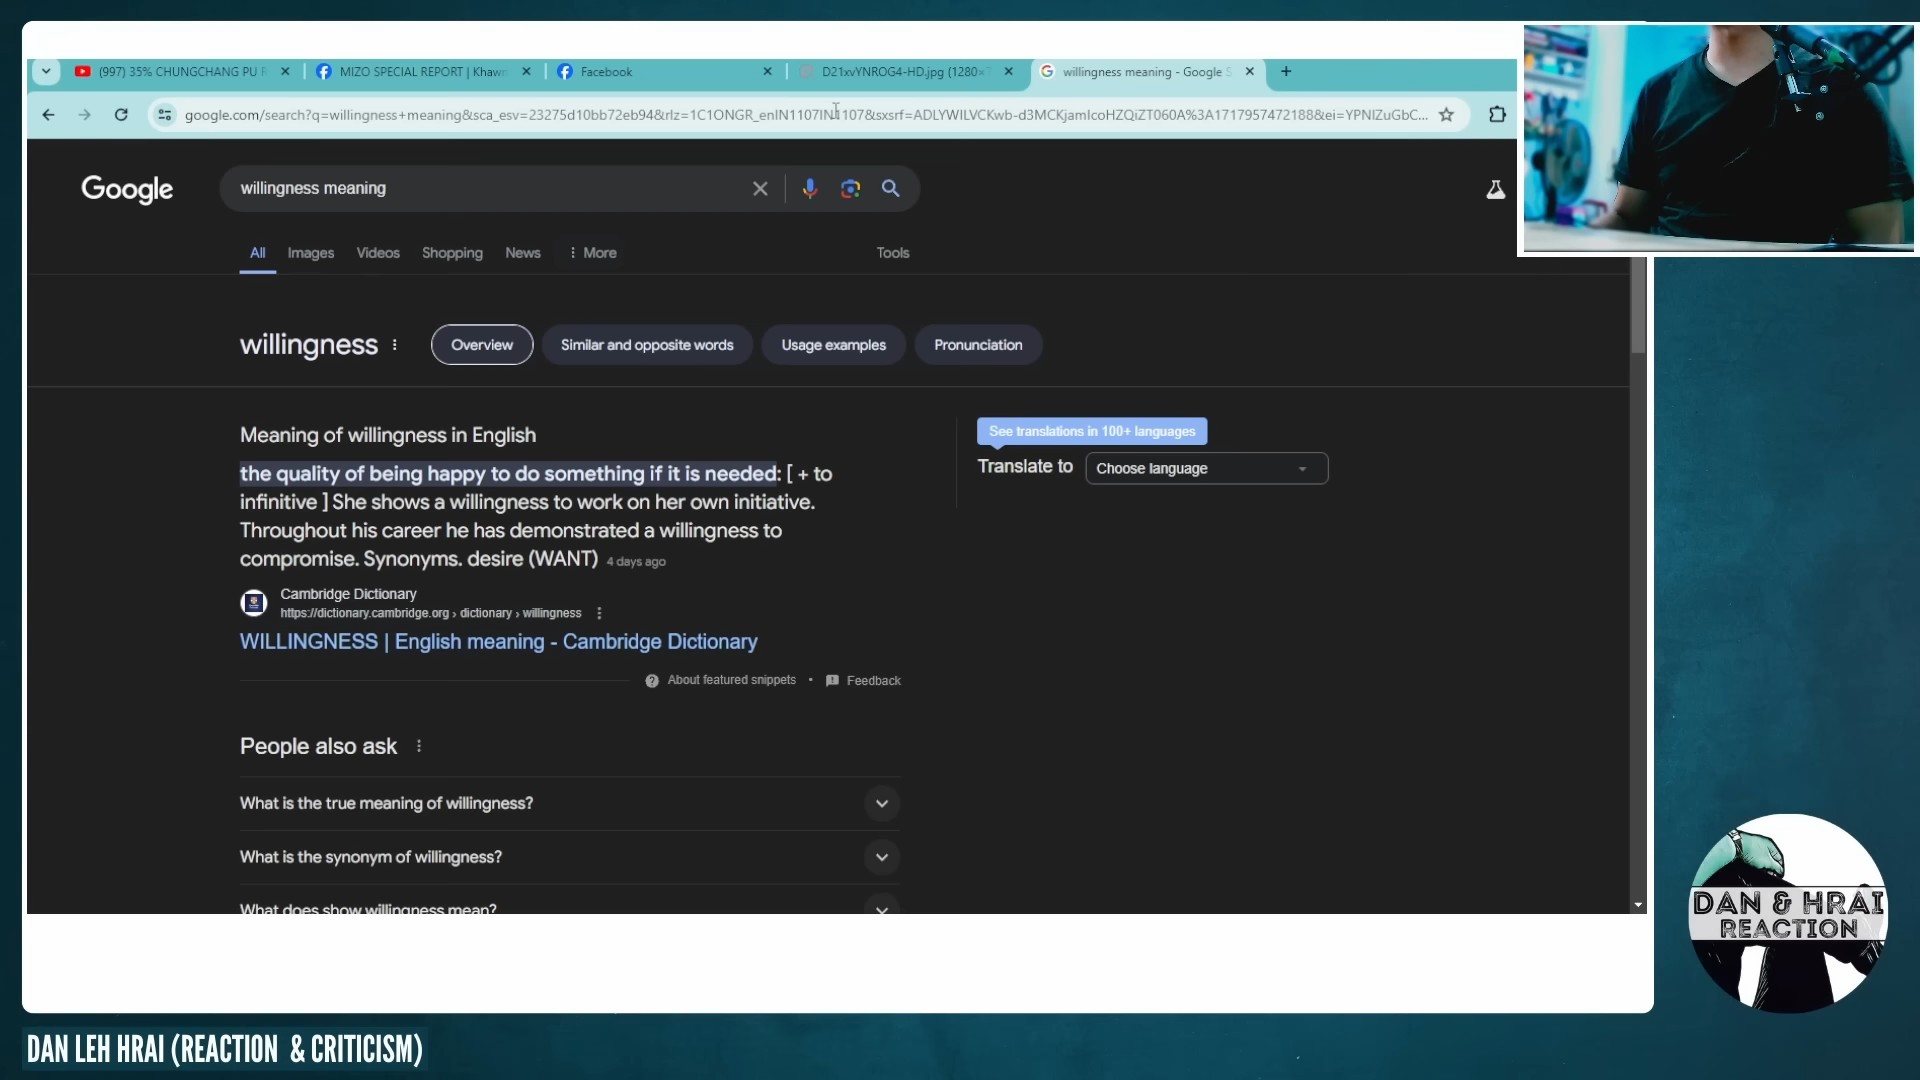 (997) 35% CHUNGCHANG PU
MIZO SPECIAL REPORT | Khawn
Facebook
D21xvYNROG4-HD.jpg (1280×7
willingness meaning - Google S
google.com/search?q=willingness+meaning&sca_esv=23275d10bb72eb94&rlz=1C1ONGR_enIN1107IN1107&sxsrf=ADLYWILVCKwb-d3MCKjamIcoHZQiZT060A%3A1717957472188&ei=YPNlZuGbC...
Google
willingness meaning
All
Images
Videos
Shopping
News
More
Tools
willingness
Overview
Similar and opposite words
Usage examples
Pronunciation
Meaning of willingness in English
the quality of being happy to do something if it is needed: [ + to
infinitive ] She shows a willingness to work on her own initiative.
Throughout his career he has demonstrated a willingness to
compromise. Synonyms. desire (WANT) 4 days ago
See translations in 100+ languages
Translate to
Choose language
Cambridge Dictionary
https://dictionary.cambridge.org › dictionary › willingness
WILLINGNESS | English meaning - Cambridge Dictionary
About featured snippets • Feedback
People also ask
What is the true meaning of willingness?
What is the synonym of willingness?
What does show willingness mean?
DAN & HRAI
REACTION
DAN LEH HRAI (REACTION & CRITICISM)